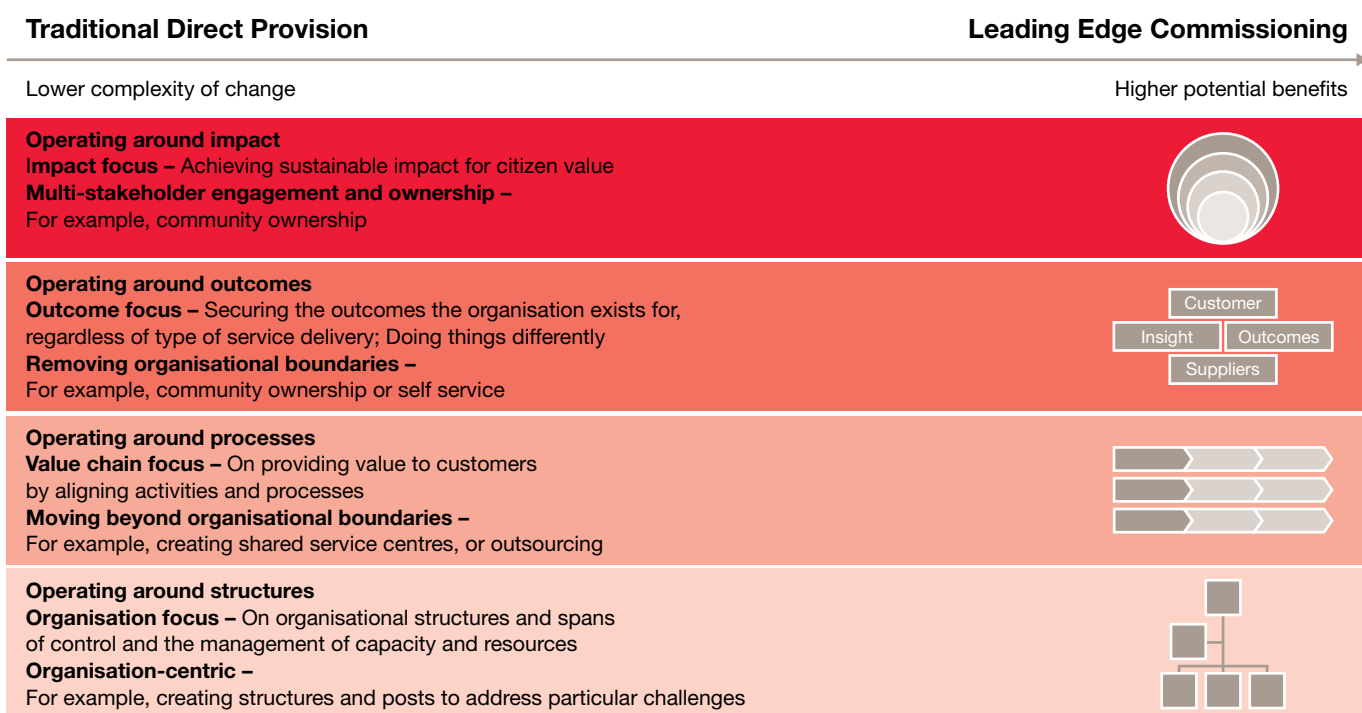 Traditional Direct Provision
Leading Edge Commissioning
Lower complexity of change
Higher potential benefits
Operating around impact
Impact focus – Achieving sustainable impact for citizen value
Multi-stakeholder engagement and ownership –
For example, community ownership
Operating around outcomes
Outcome focus – Securing the outcomes the organisation exists for,
regardless of type of service delivery; Doing things differently
Removing organisational boundaries –
For example, community ownership or self service
Customer
Insight
Outcomes
Suppliers
Operating around processes
Value chain focus – On providing value to customers
by aligning activities and processes
Moving beyond organisational boundaries –
For example, creating shared service centres, or outsourcing
Operating around structures
Organisation focus – On organisational structures and spans
of control and the management of capacity and resources
Organisation-centric –
For example, creating structures and posts to address particular challenges